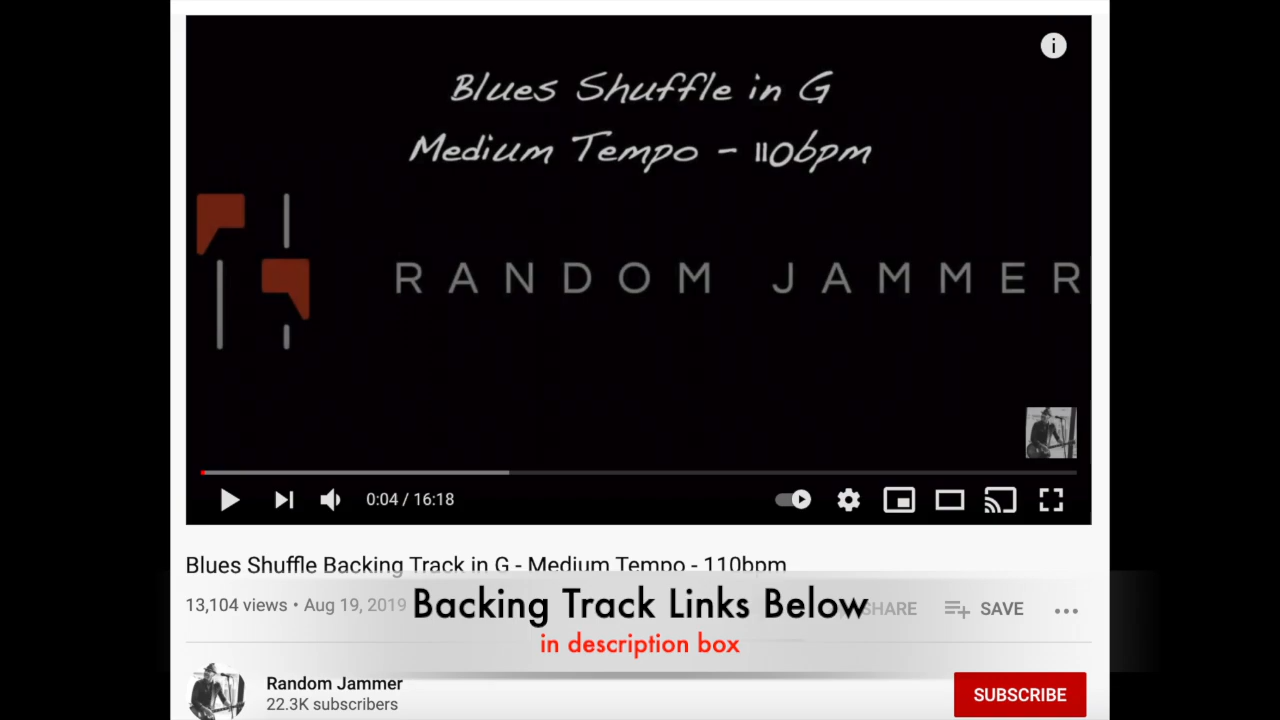 Blues Shuffle in G
Medium Tempo - 110bpm
RANDOM JAMMER
0:04 / 16:18
Blues Shuffle Backing Track in G - Medium Tempo - 110bpm
13,104 views • Aug 19, 2019
SHARE
SAVE
Backing Track Links Below
in description box
Random Jammer
22.3K subscribers
SUBSCRIBE